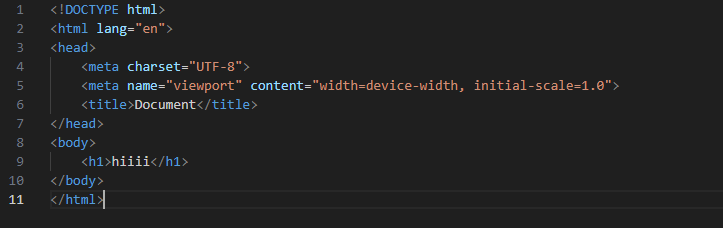 1 <!DOCTYPE html>
2 <html lang="en">
3 <head>
4     <meta charset="UTF-8">
5     <meta name="viewport" content="width=device-width, initial-scale=1.0">
6     <title>Document</title>
7 </head>
8 <body>
9     <h1>hiiii</h1>
10 </body>
11 </html>